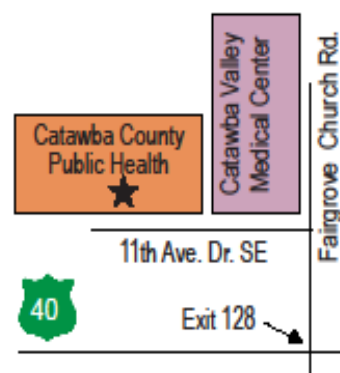 Catawba County
Public Health
Catawba Valley
Medical Center
Fairgrove Church Rd.
11th Ave. Dr. SE
40
Exit 128